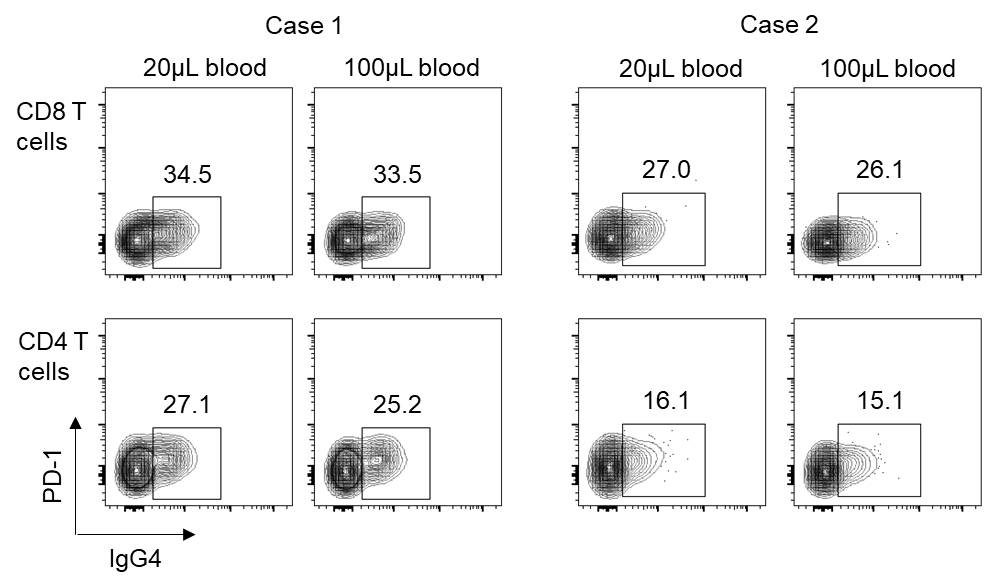 Case 1
Case 2
20µL blood
100µL blood
20µL blood
100µL blood
CD8 T
cells
34.5
33.5
27.0
26.1
CD4 T
cells
27.1
25.2
16.1
15.1
PD-1
IgG4